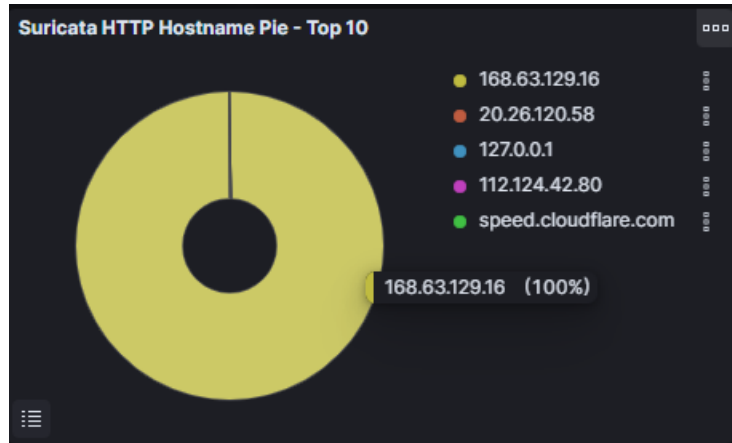 Suricata HTTP Hostname Pie - Top 10
168.63.129.16
20.26.120.58
127.0.0.1
112.124.42.80
speed.cloudflare.com
168.63.129.16 (100%)